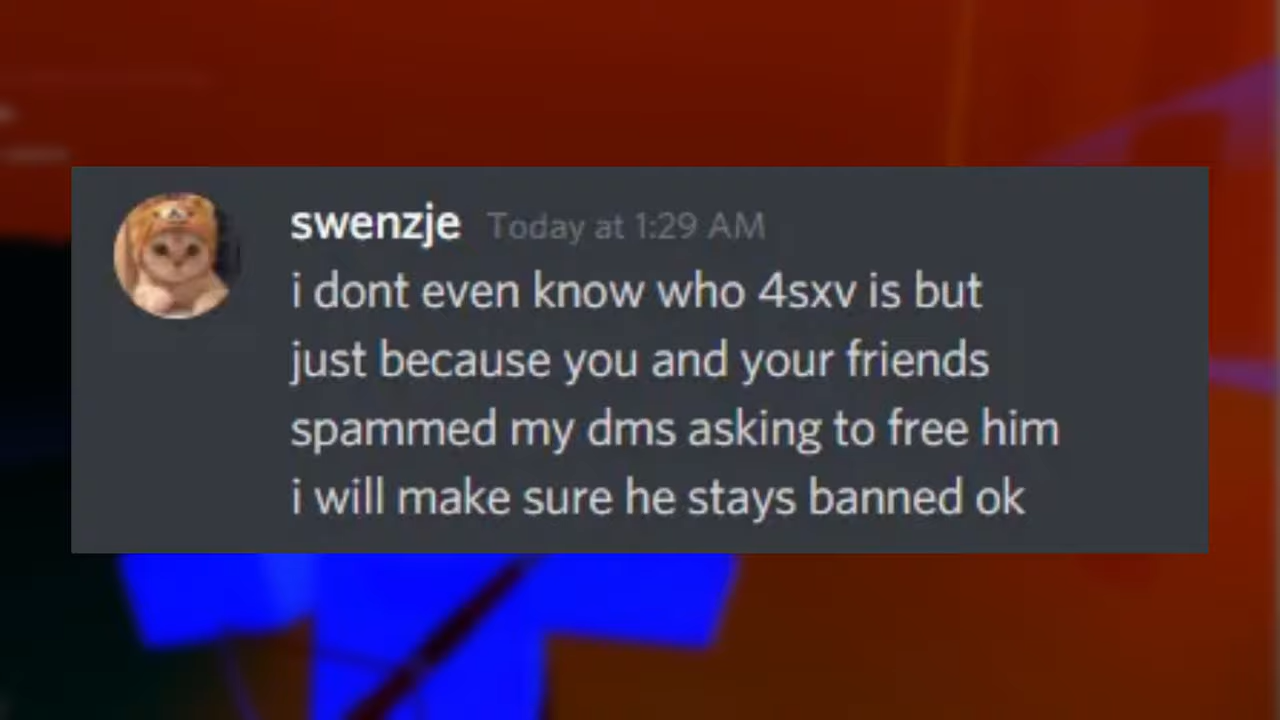 swenzje Today at 1:29 AM
i dont even know who 4sxv is but
just because you and your friends
spammed my dms asking to free him
i will make sure he stays banned ok